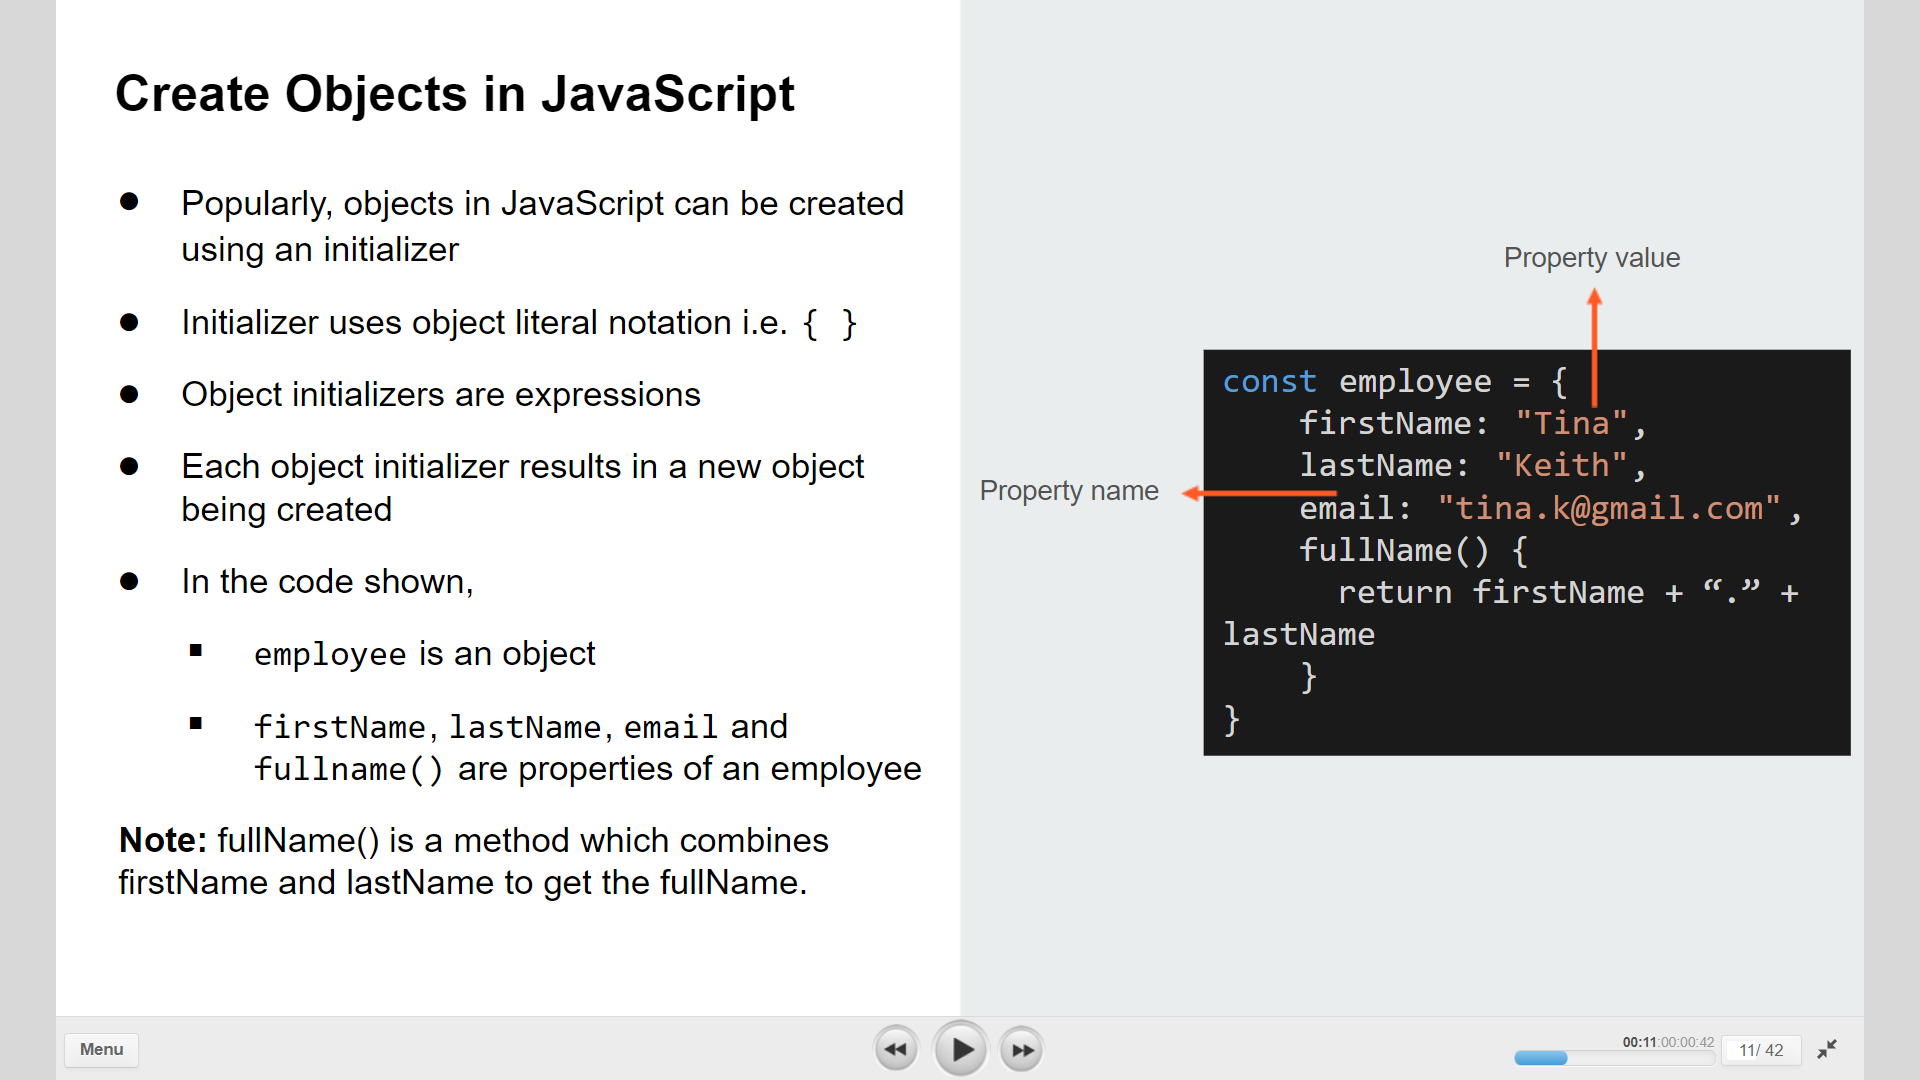 Create Objects in JavaScript
● Popularly, objects in JavaScript can be created
using an initializer
● Initializer uses object literal notation i.e. { }
● Object initializers are expressions
● Each object initializer results in a new object
being created
● In the code shown,
▪ employee is an object
▪ firstName, lastName, email and
fullname() are properties of an employee
Note: fullName() is a method which combines
firstName and lastName to get the fullName.
Property value
Property name
const employee = {
    firstName: "Tina",
    lastName: "Keith",
    email: "tina.k@gmail.com",
    fullName() {
      return firstName + “.” +
lastName
    }
}
Menu
00:11:00:00:42
11/ 42